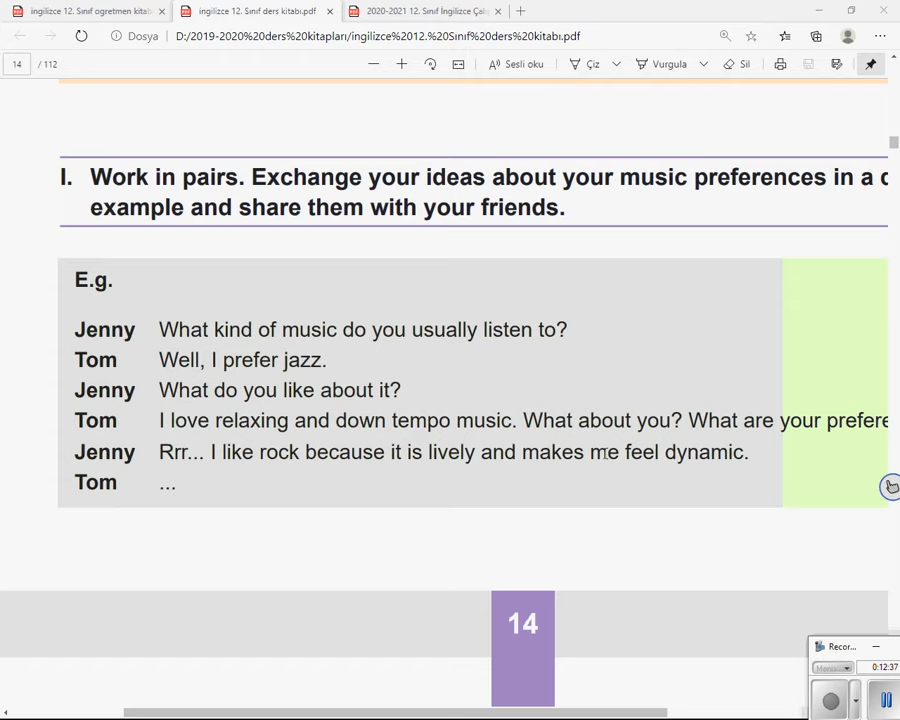 ingilizce 12. Sınıf ogretmen kitab
ingilizce 12. Sınıf ders kitabı.pdf
2020-2021 12. Sınıf İngilizce Çalış
Dosya D:/2019-2020%20ders%20kitapları/ingilizce%2012.%20Sınıf%20ders%20kitabı.pdf
14 / 112 Sesli oku Çiz Vurgula Sil
I. Work in pairs. Exchange your ideas about your music preferences in a d
example and share them with your friends.
E.g.
Jenny What kind of music do you usually listen to?
Tom Well, I prefer jazz.
Jenny What do you like about it?
Tom I love relaxing and down tempo music. What about you? What are your prefere
Jenny Rrr... I like rock because it is lively and makes me feel dynamic.
Tom ...
14
Recor...
0:12:37